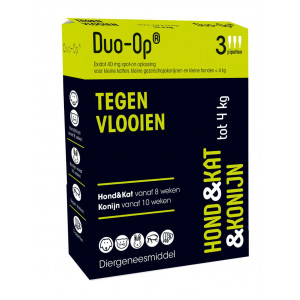 Duo-Op®
3 pipetten
Exidot 40 mg spot-on oplossing
voor kleine katten, kleine gezelschapskonijnen en kleine honden < 4 kg
TEGEN
VLOOIEN
Hond&Kat vanaf 8 weken
Konijn vanaf 10 weken
Diergeneesmiddel
HOND&KAT
&KONIJN
tot 4 kg